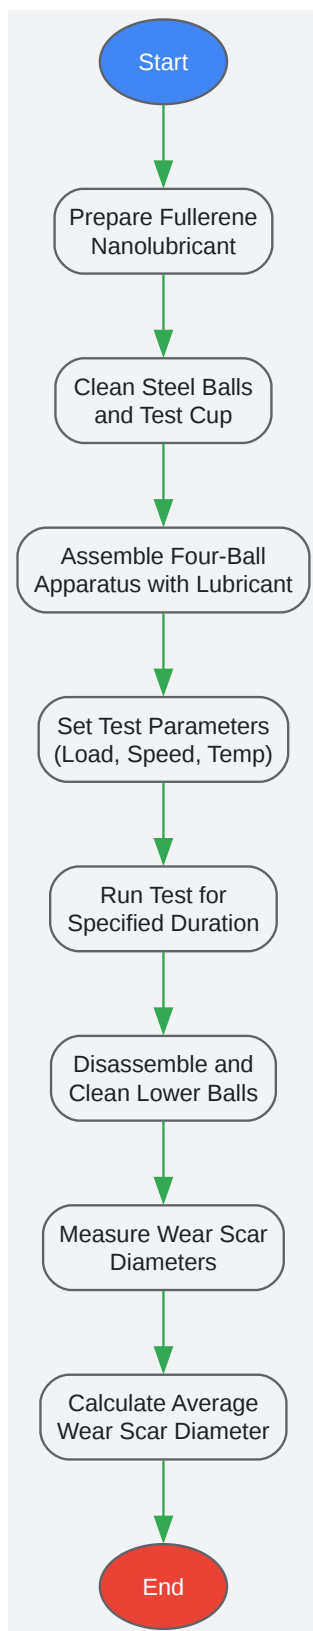 Start
Prepare Fullerene
Nanolubricant
Clean Steel Balls
and Test Cup
Assemble Four-Ball
Apparatus with Lubricant
Set Test Parameters
(Load, Speed, Temp)
Run Test for
Specified Duration
Disassemble and
Clean Lower Balls
Measure Wear Scar
Diameters
Calculate Average
Wear Scar Diameter
End